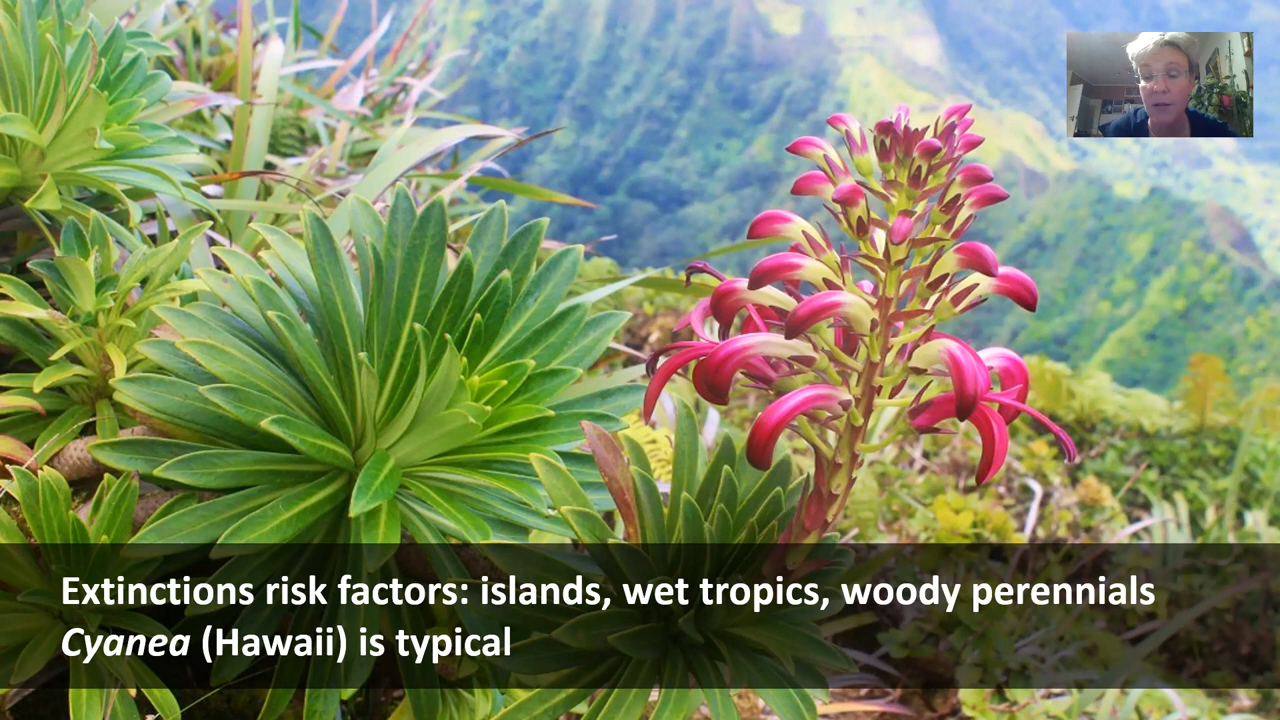 Extinctions risk factors: islands, wet tropics, woody perennials
Cyanea (Hawaii) is typical